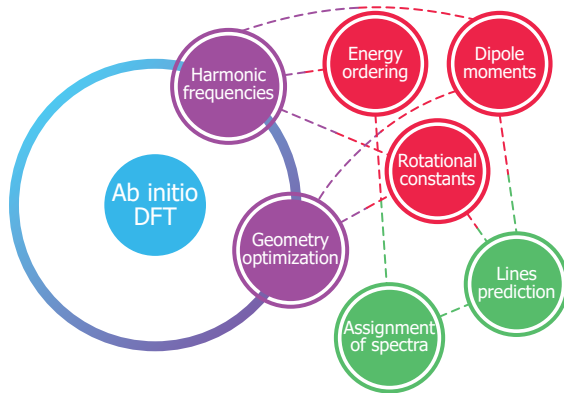 Harmonic
frequencies
Energy
ordering
Dipole
moments
Rotational
constants
Ab initio
DFT
Geometry
optimization
Lines
prediction
Assignment
of spectra